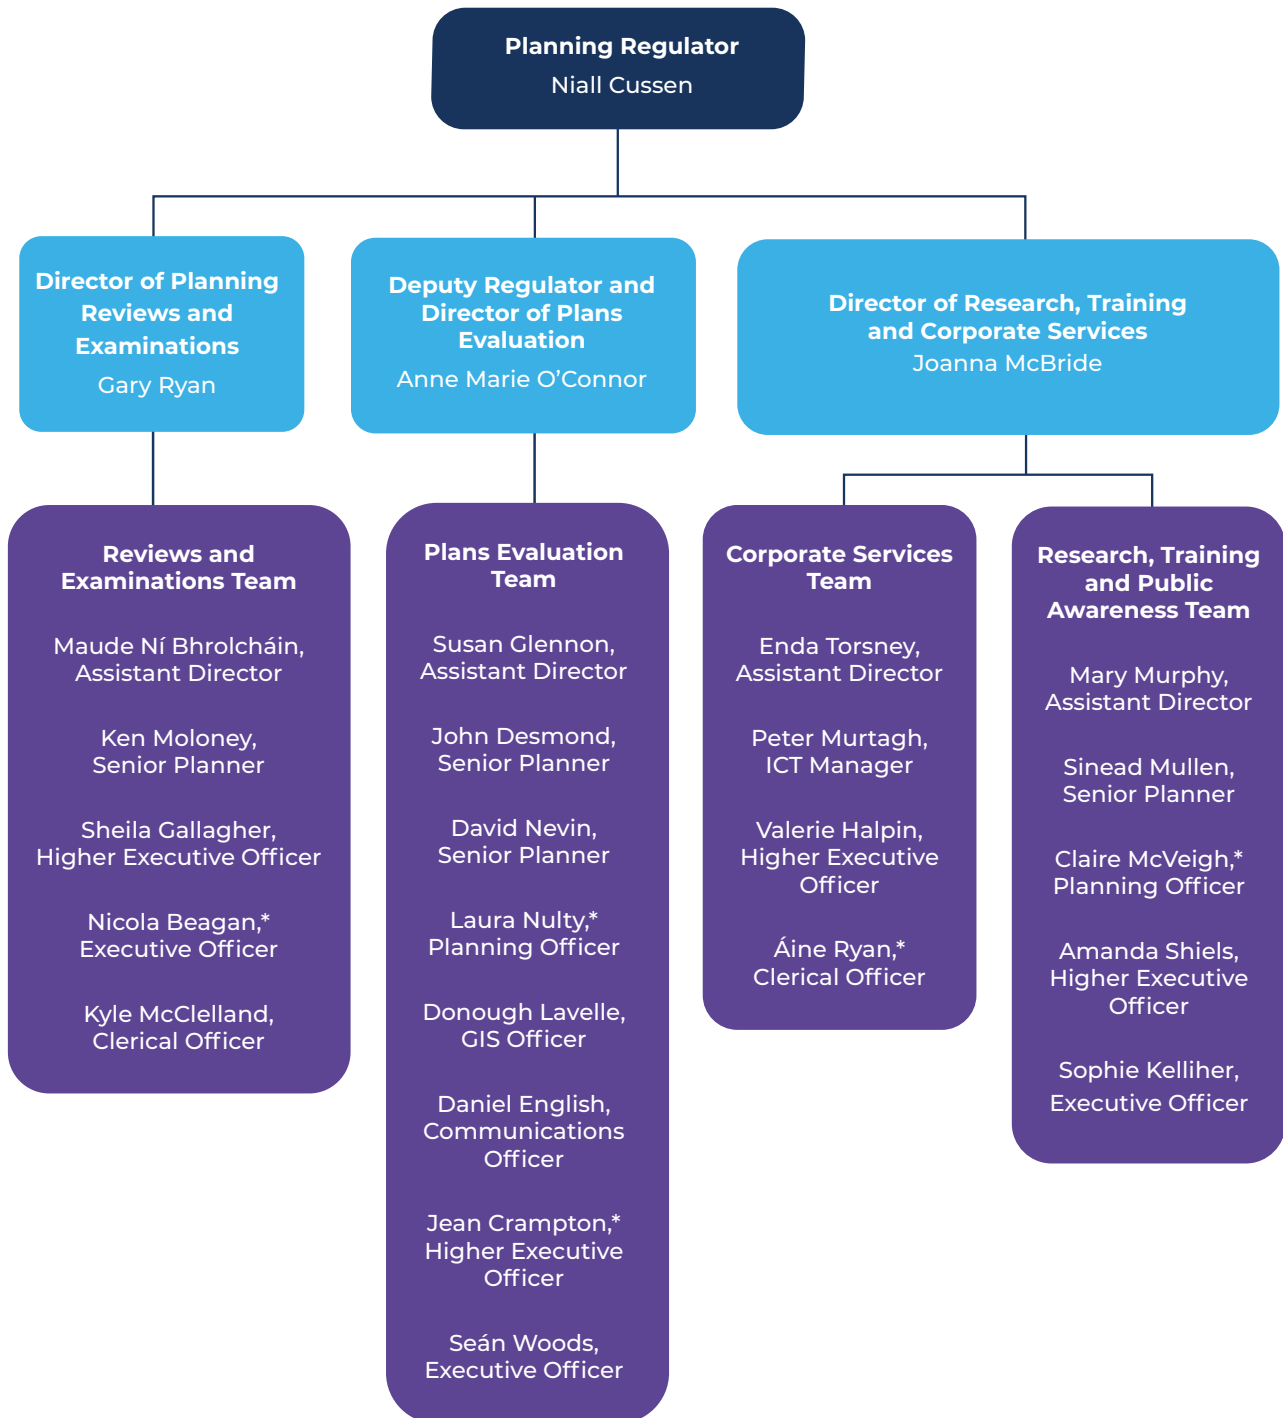 Planning Regulator
Niall Cussen
Director of Planning
Reviews and
Examinations
Gary Ryan
Deputy Regulator and
Director of Plans
Evaluation
Anne Marie O’Connor
Director of Research, Training
and Corporate Services
Joanna McBride
Reviews and
Examinations Team
Maude Ní Bhrolcháin,
Assistant Director
Ken Moloney,
Senior Planner
Sheila Gallagher,
Higher Executive Officer
Nicola Beagan,*
Executive Officer
Kyle McClelland,
Clerical Officer
Plans Evaluation
Team
Susan Glennon,
Assistant Director
John Desmond,
Senior Planner
David Nevin,
Senior Planner
Laura Nulty,*
Planning Officer
Donough Lavelle,
GIS Officer
Daniel English,
Communications
Officer
Jean Crampton,*
Higher Executive
Officer
Seán Woods,
Executive Officer
Corporate Services
Team
Enda Torsney,
Assistant Director
Peter Murtagh,
ICT Manager
Valerie Halpin,
Higher Executive
Officer
Áine Ryan,*
Clerical Officer
Research, Training
and Public
Awareness Team
Mary Murphy,
Assistant Director
Sinead Mullen,
Senior Planner
Claire McVeigh,*
Planning Officer
Amanda Shiels,
Higher Executive
Officer
Sophie Kelliher,
Executive Officer